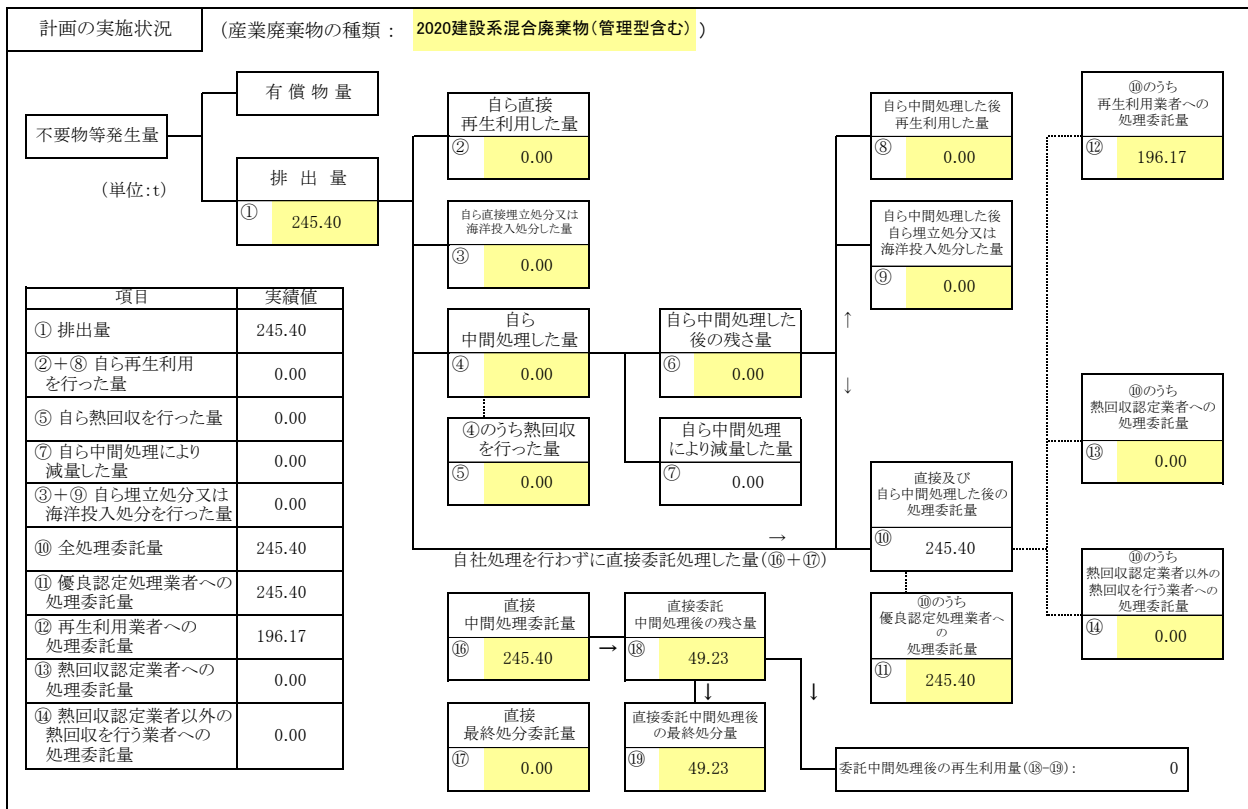 計画の実施状況
(産業廃棄物の種類 : 2020建設系混合廃棄物(管理型含む) )
不要物等発生量
(単位:t)
有 償 物 量
排 出 量
① 245.40
自ら直接
再生利用した量
② 0.00
自ら直接埋立処分又は
海洋投入処分した量
③ 0.00
自ら
中間処理した量
④ 0.00
④のうち熱回収
を行った量
⑤ 0.00
自ら中間処理した
後の残さ量
⑥ 0.00
自ら中間処理
により減量した量
⑦ 0.00
自ら中間処理した後
再生利用した量
⑧ 0.00
自ら中間処理した後
自ら埋立処分又は
海洋投入処分した量
⑨ 0.00
↑
↓
直接及び
自ら中間処理した後の
処理委託量
⑩ 245.40
⑩のうち
優良認定処理業者へ
の
処理委託量
⑪ 245.40
⑩のうち
再生利用業者への
処理委託量
⑫ 196.17
⑩のうち
熱回収認定業者への
処理委託量
⑬ 0.00
⑩のうち
熱回収認定業者以外の
熱回収を行う業者への
処理委託量
⑭ 0.00
→
自社処理を行わずに直接委託処理した量(⑯+⑰)
直接
中間処理委託量
⑯ 245.40
→
直接委託
中間処理後の残さ量
⑱ 49.23
↓
↓
直接
最終処分委託量
⑰ 0.00
直接委託中間処理後
の最終処分量
⑲ 49.23
委託中間処理後の再生利用量(⑱-⑲) : 0
項目 実績値
① 排出量 245.40
②+⑧ 自ら再生利用
を行った量 0.00
⑤ 自ら熱回収を行った量 0.00
⑦ 自ら中間処理により
減量した量 0.00
③+⑨ 自ら埋立処分又は
海洋投入処分を行った量 0.00
⑩ 全処理委託量 245.40
⑪ 優良認定処理業者への
処理委託量 245.40
⑫ 再生利用業者への
処理委託量 196.17
⑬ 熱回収認定業者への
処理委託量 0.00
⑭ 熱回収認定業者以外の
熱回収を行う業者への
処理委託量 0.00